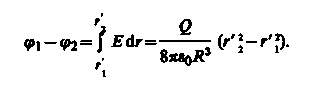 φ₁ − φ₂ = ∫_{r′₁}^{r′₂} E dr = Q / (8πε₀R³) (r′₂² − r′₁²).